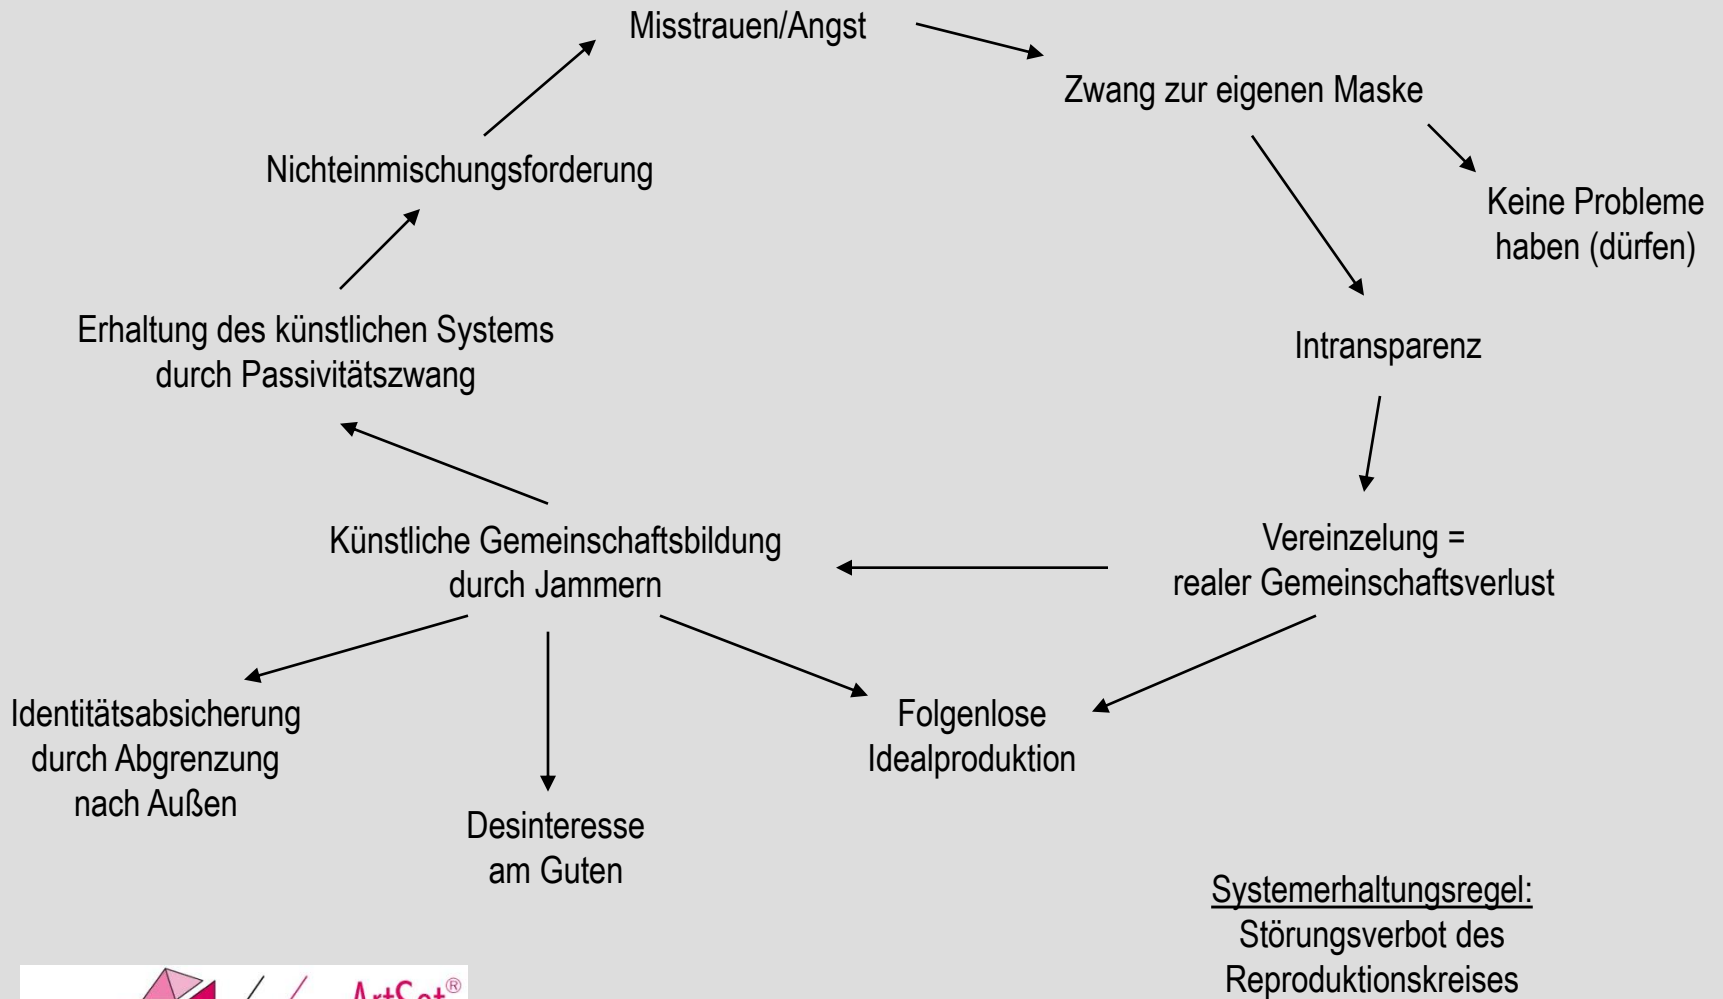 Misstrauen/Angst
Zwang zur eigenen Maske
Keine Probleme
haben (dürfen)
Intransparenz
Vereinzelung =
realer Gemeinschaftsverlust
Folgenlose
Idealproduktion
Künstliche Gemeinschaftsbildung
durch Jammern
Desinteresse
am Guten
Identitätsabsicherung
durch Abgrenzung
nach Außen
Erhaltung des künstlichen Systems
durch Passivitätszwang
Nichteinmischungsforderung
Systemerhaltungsregel:
Störungsverbot des
Reproduktionskreises
ArtSet®